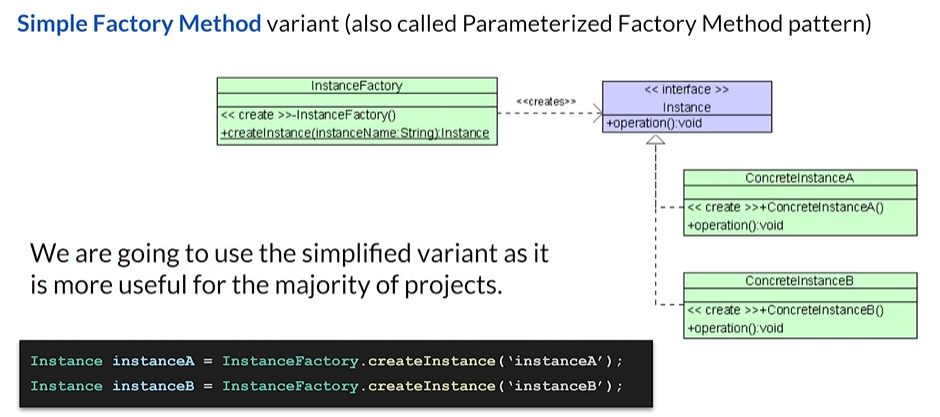 Simple Factory Method variant (also called Parameterized Factory Method pattern)
InstanceFactory
<< create >>-InstanceFactory()
+createInstance(instanceName:String):Instance
<<creates>>
<< interface >>
Instance
+operation():void
ConcreteInstanceA
<< create >>+ConcreteInstanceA()
+operation():void
ConcreteInstanceB
<< create >>+ConcreteInstanceB()
+operation():void
We are going to use the simplified variant as it
is more useful for the majority of projects.
Instance instanceA = InstanceFactory.createInstance(‘instanceA’);
Instance instanceB = InstanceFactory.createInstance(‘instanceB’);